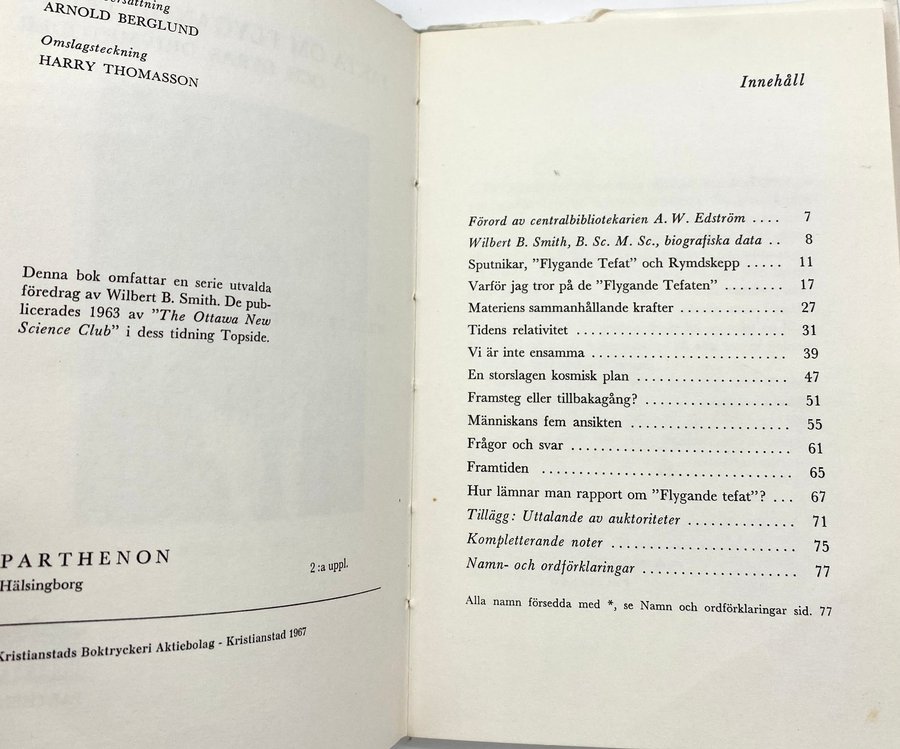 ARNOLD BERGLUND
Omslagsteckning
HARRY THOMASSON
Denna bok omfattar en serie utvalda
föredrag av Wilbert B. Smith. De pub-
licerades 1963 av "The Ottawa New
Science Club" i dess tidning Topside.
PARTHENON
Hälsingborg
2:a uppl.
Kristianstads Boktryckeri Aktiebolag - Kristianstad 1967
Innehåll
Förord av centralbibliotekarien A. W. Edström .... 7
Wilbert B. Smith, B. Sc. M. Sc., biografiska data .. 8
Sputnikar, "Flygande Tefat" och Rymdskepp ..... 11
Varför jag tror på de "Flygande Tefaten" ........ 17
Materiens sammanhållande krafter .............. 27
Tidens relativitet ............................ 31
Vi är inte ensamma .......................... 39
En storslagen kosmisk plan .................... 47
Framsteg eller tillbakagång? ................... 51
Människans fem ansikten ..................... 55
Frågor och svar ............................. 61
Framtiden ................................. 65
Hur lämnar man rapport om "Flygande tefat"? ... 67
Tillägg: Uttalande av auktoriteter ................ 71
Kompletterande noter ......................... 75
Namn- och ordförklaringar .................... 77
Alla namn försedda med *, se Namn och ordförklaringar sid. 77